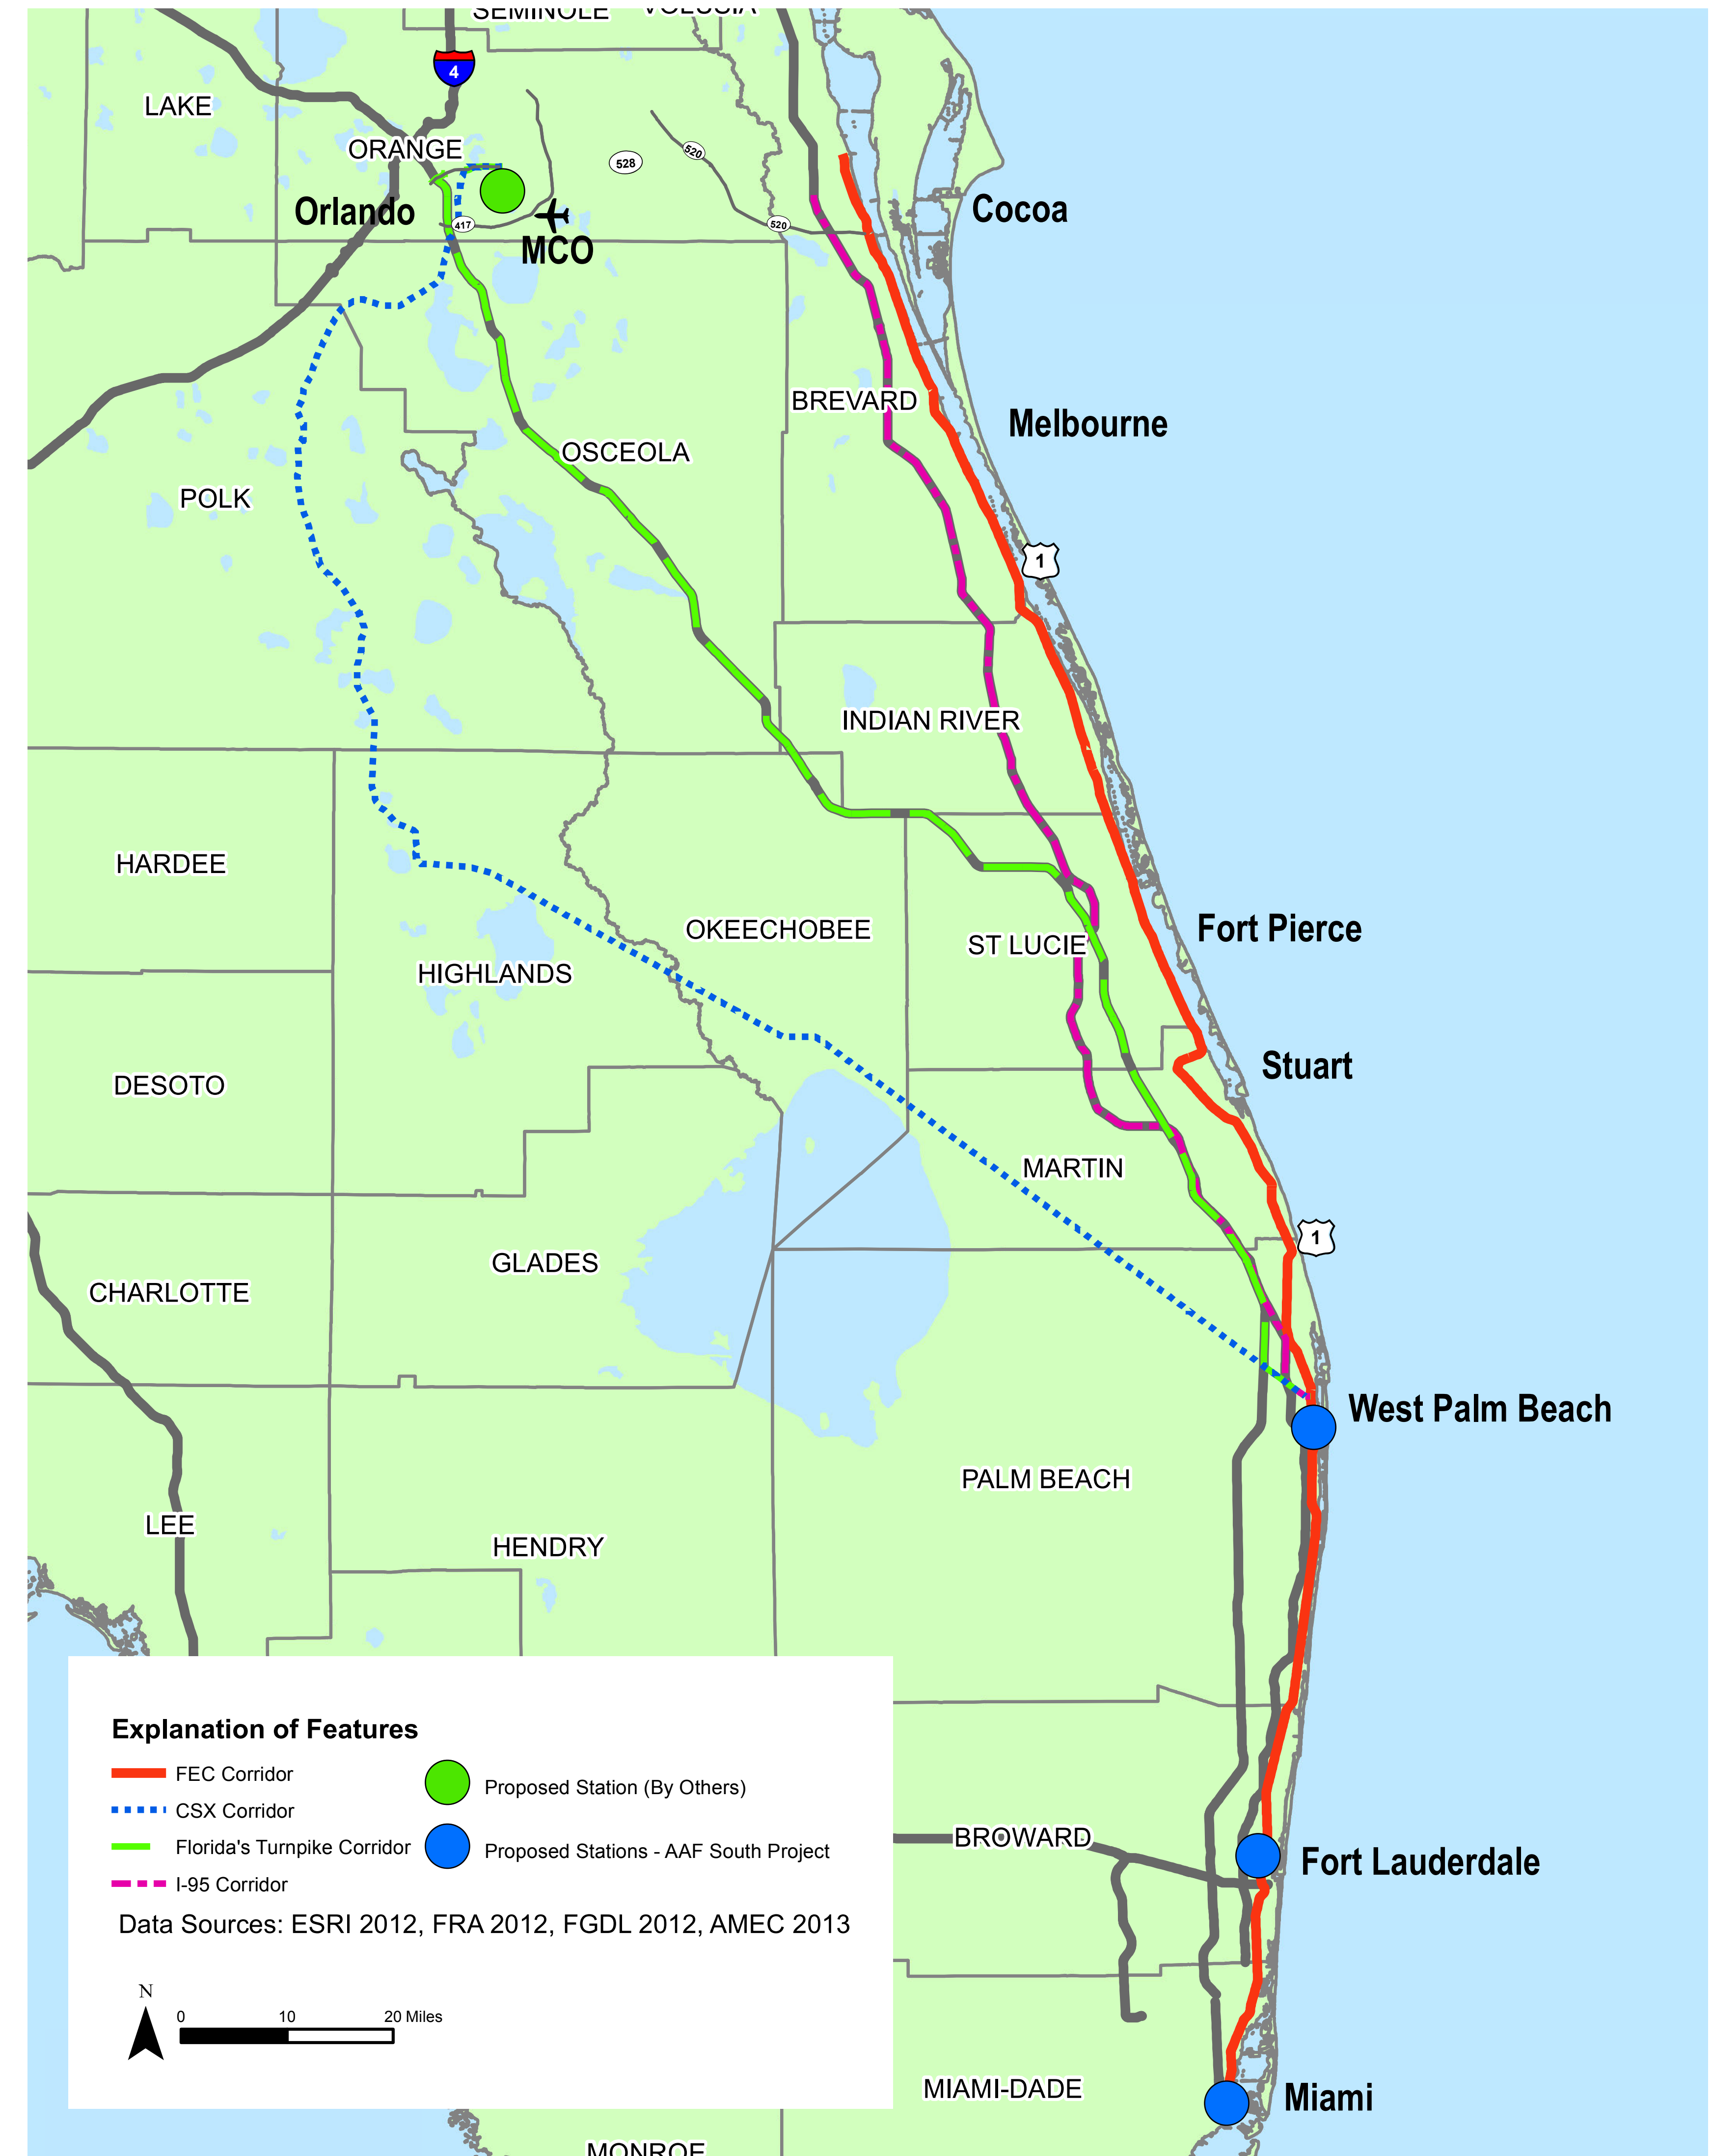 SEMINOLE
VOLUSIA
4
LAKE
ORANGE
528
520
Orlando
417
MCO
520
Cocoa
BREVARD
Melbourne
OSCEOLA
POLK
1
INDIAN RIVER
HARDEE
OKEECHOBEE
ST LUCIE
Fort Pierce
HIGHLANDS
DESOTO
Stuart
MARTIN
GLADES
1
CHARLOTTE
West Palm Beach
PALM BEACH
LEE
HENDRY
Explanation of Features
FEC Corridor
CSX Corridor
Florida's Turnpike Corridor
I-95 Corridor
Proposed Station (By Others)
Proposed Stations - AAF South Project
Data Sources: ESRI 2012, FRA 2012, FGDL 2012, AMEC 2013
N
0 10 20 Miles
BROWARD
Fort Lauderdale
MIAMI-DADE
Miami
MONROE